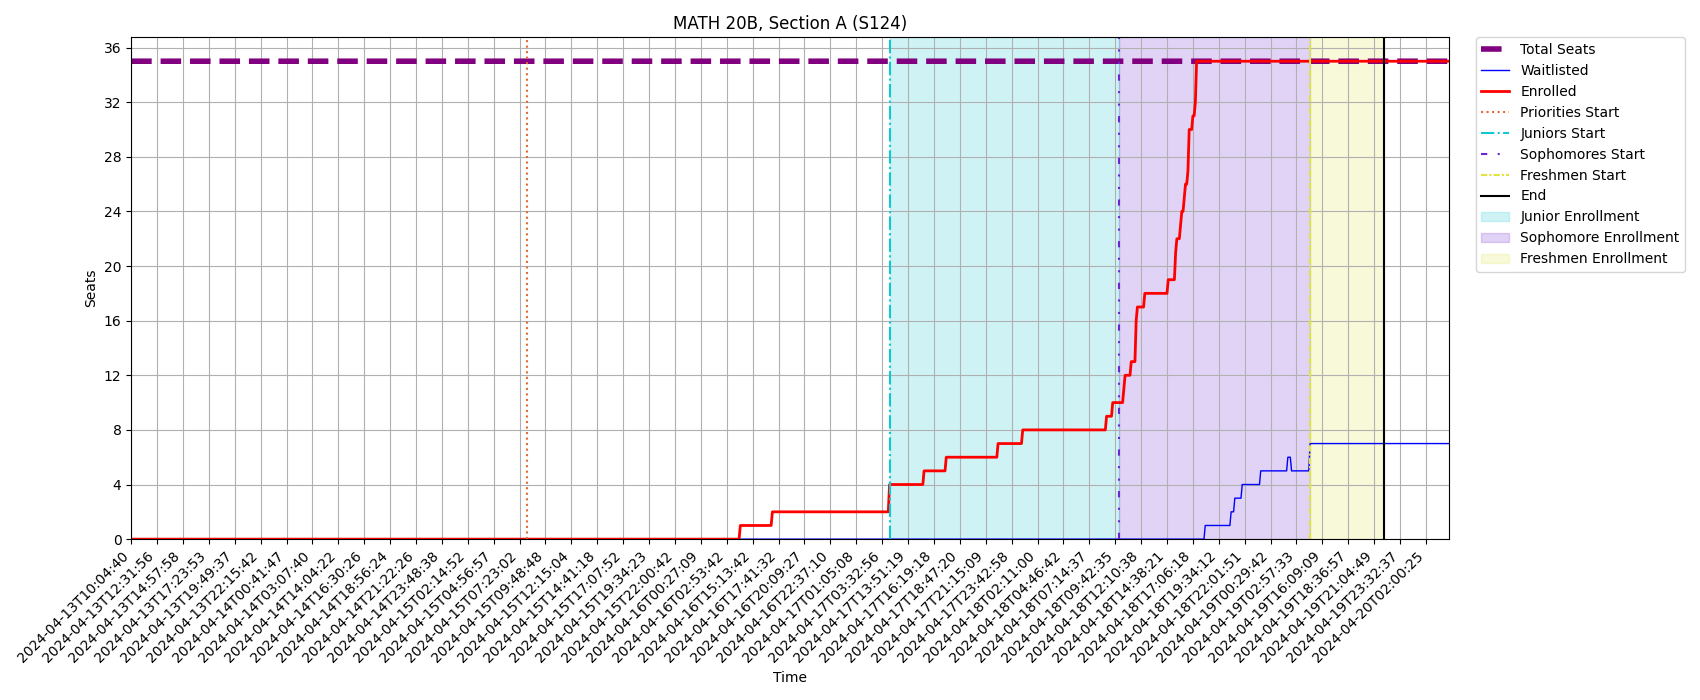 MATH 20B, Section A (S124)
Seats
36
32
28
24
20
16
12
8
4
0
2024-04-13T10:04:40
2024-04-13T12:31:56
2024-04-13T14:57:58
2024-04-13T17:23:53
2024-04-13T19:49:37
2024-04-13T22:15:42
2024-04-14T00:41:47
2024-04-14T03:07:40
2024-04-14T14:04:22
2024-04-14T16:30:26
2024-04-14T18:56:24
2024-04-14T21:22:26
2024-04-14T23:48:38
2024-04-15T02:14:52
2024-04-15T04:56:57
2024-04-15T07:23:02
2024-04-15T09:48:48
2024-04-15T12:15:04
2024-04-15T14:41:18
2024-04-15T17:07:52
2024-04-15T19:34:23
2024-04-15T22:00:42
2024-04-16T00:27:09
2024-04-16T02:53:42
2024-04-16T15:13:42
2024-04-16T17:41:32
2024-04-16T20:09:27
2024-04-16T22:37:10
2024-04-17T01:05:08
2024-04-17T03:32:56
2024-04-17T13:51:19
2024-04-17T16:19:18
2024-04-17T18:47:20
2024-04-17T21:15:09
2024-04-17T23:42:58
2024-04-18T02:11:00
2024-04-18T04:46:42
2024-04-18T07:14:37
2024-04-18T09:42:35
2024-04-18T12:10:38
2024-04-18T14:38:21
2024-04-18T17:06:18
2024-04-18T19:34:12
2024-04-18T22:01:51
2024-04-19T00:29:42
2024-04-19T02:57:33
2024-04-19T16:09:09
2024-04-19T18:36:57
2024-04-19T21:04:49
2024-04-19T23:32:37
2024-04-20T02:00:25
Time
Total Seats
Waitlisted
Enrolled
Priorities Start
Juniors Start
Sophomores Start
Freshmen Start
End
Junior Enrollment
Sophomore Enrollment
Freshmen Enrollment